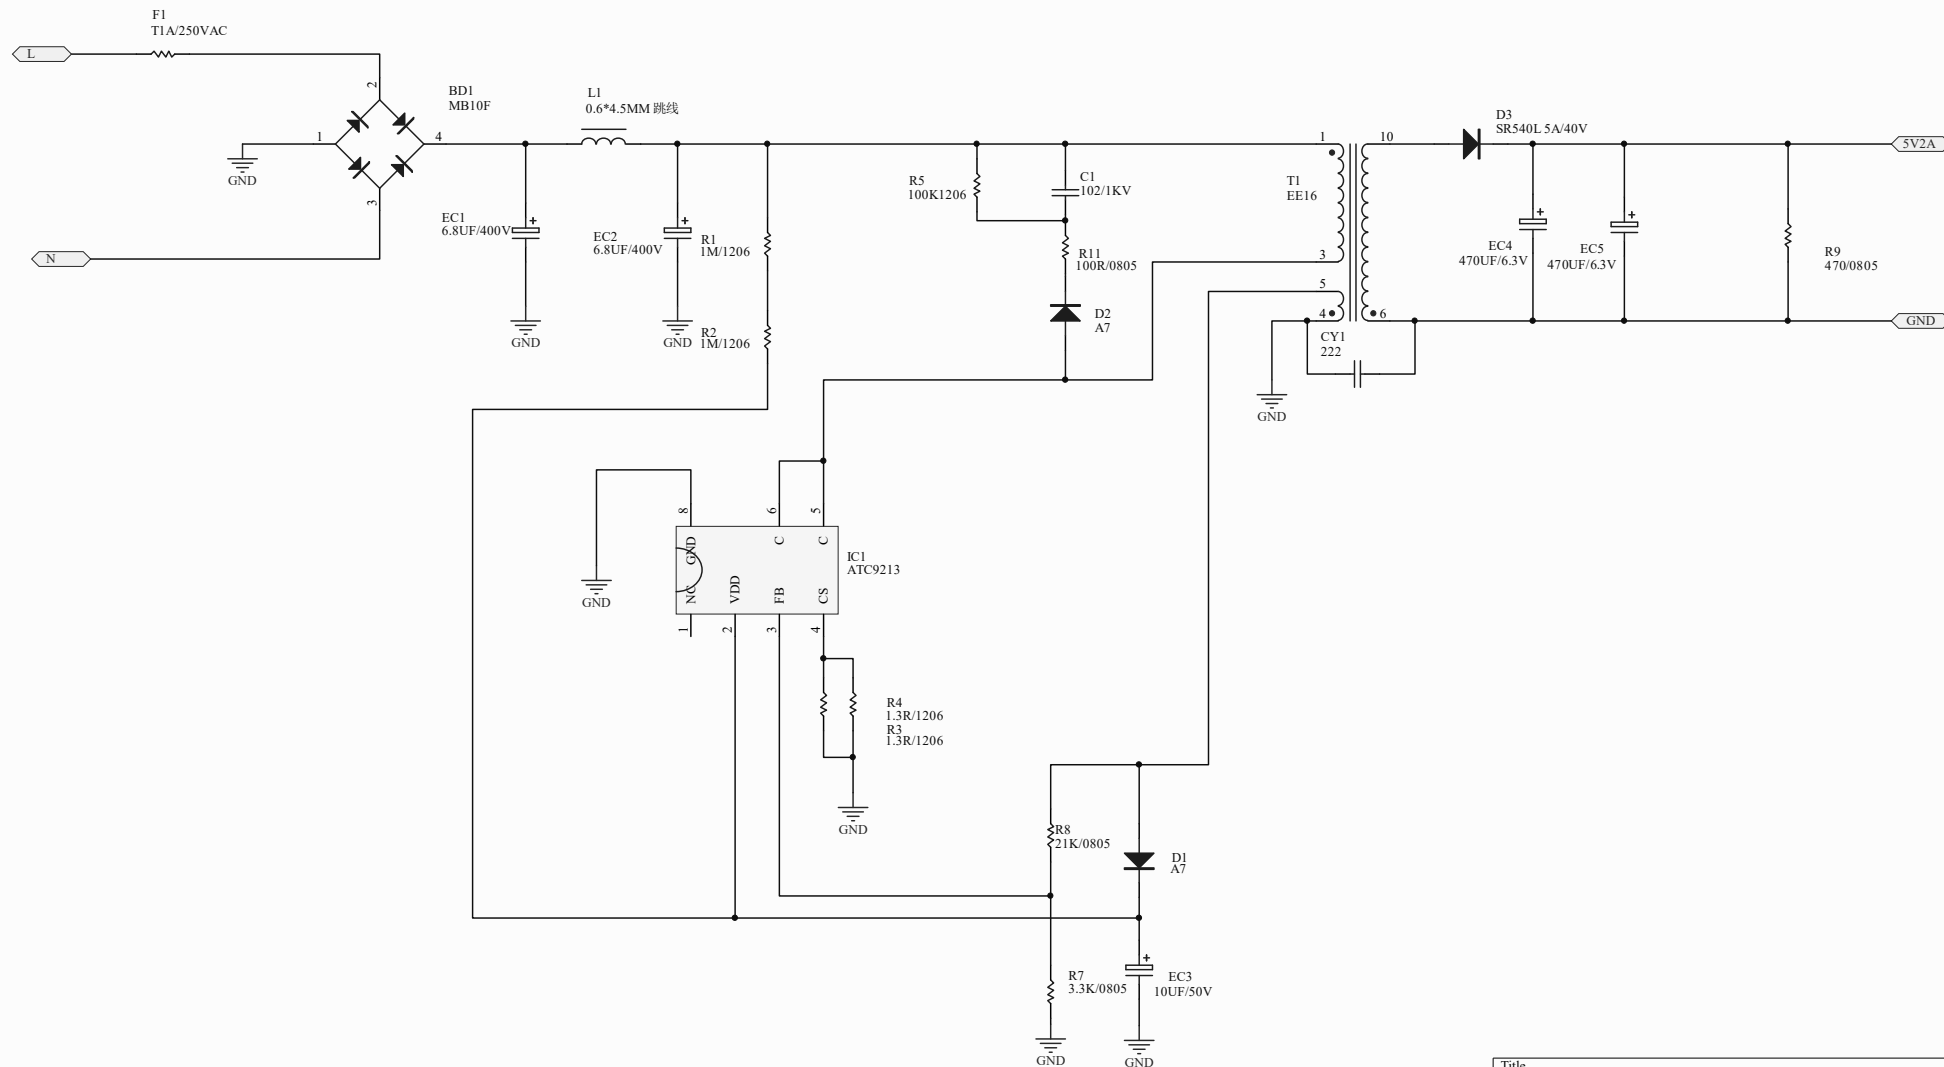 F1
T1A/250VAC
L
2
BD1
MB10F
L1
0.6*4.5MM 跳线
1
4
GND
3
N
EC1
6.8UF/400V
+
GND
EC2
6.8UF/400V
+
GND
R1
1M/1206
R2
1M/1206
R5
100K1206
C1
102/1KV
R11
100R/0805
D2
A7
1
10
T1
EE16
3
5
4
6
CY1
222
GND
D3
SR540L 5A/40V
5V2A
+
EC4
470UF/6.3V
+
EC5
470UF/6.3V
R9
470/0805
GND
8
6
5
GND
C
C
IC1
ATC9213
NC
VDD
FB
CS
1
2
3
4
GND
R4
1.3R/1206
R3
1.3R/1206
GND
R8
21K/0805
D1
A7
R7
3.3K/0805
+
EC3
10UF/50V
GND
GND
Title